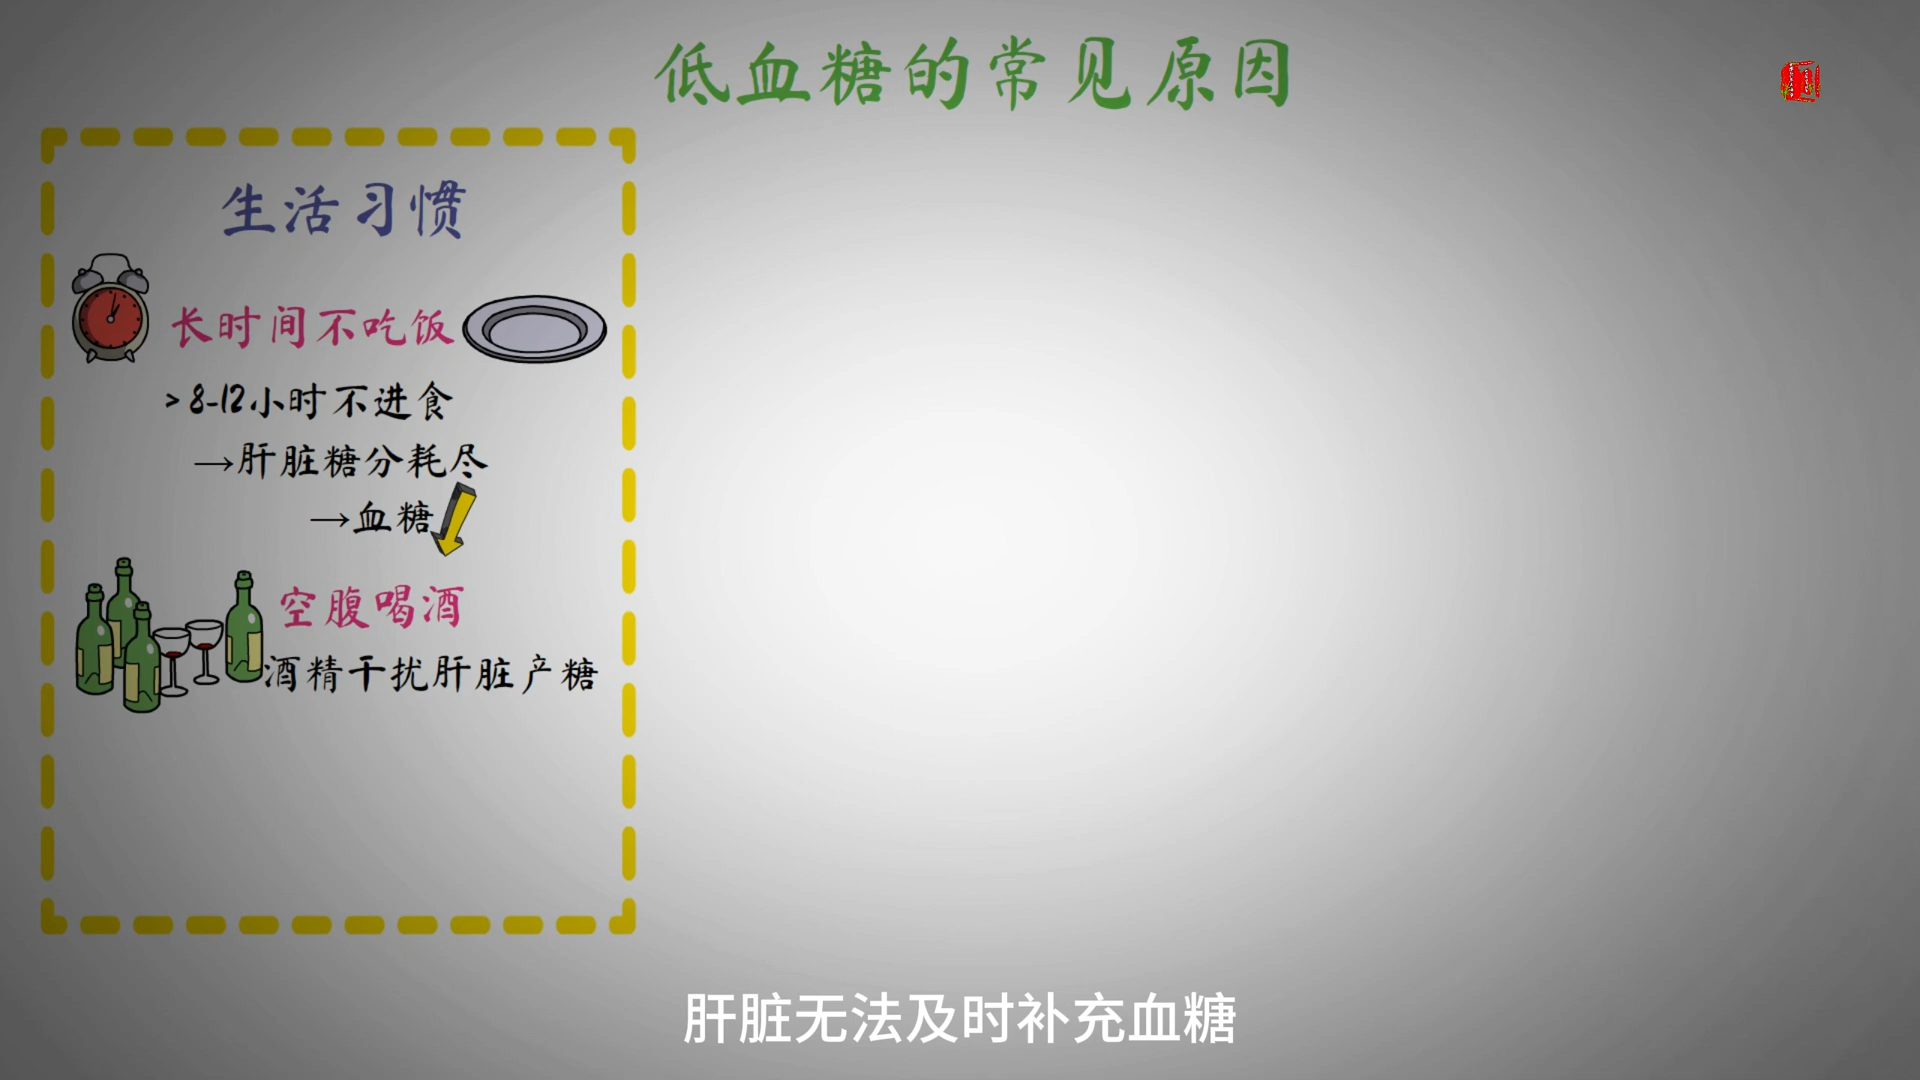 低血糖的常见原因
生活习惯
长时间不吃饭
> 8-12小时不进食
→肝脏糖分耗尽
→血糖
空腹喝酒
酒精干扰肝脏产糖
肝脏无法及时补充血糖